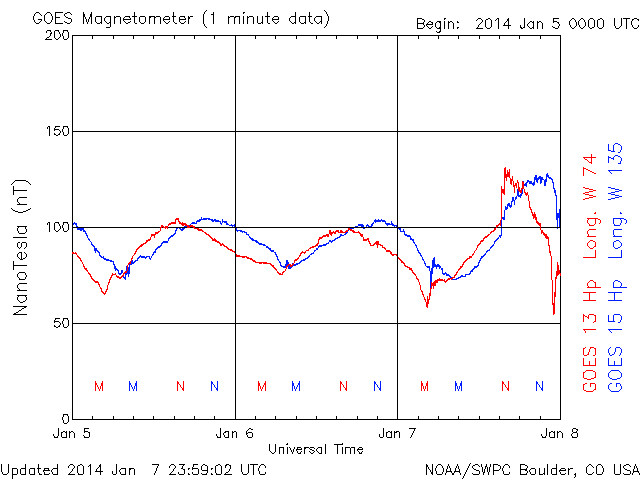 GOES Magnetometer (1 minute data)
Begin: 2014 Jan 5 0000 UTC
200
150
100
50
0
NanoTesla (nT)
M M N N M M N N M M N N
Jan 5 Jan 6 Jan 7 Jan 8
Universal Time
GOES 13 Hp Long. W 74
GOES 15 Hp Long. W 135
Updated 2014 Jan 7 23:59:02 UTC
NOAA/SWPC Boulder, CO USA